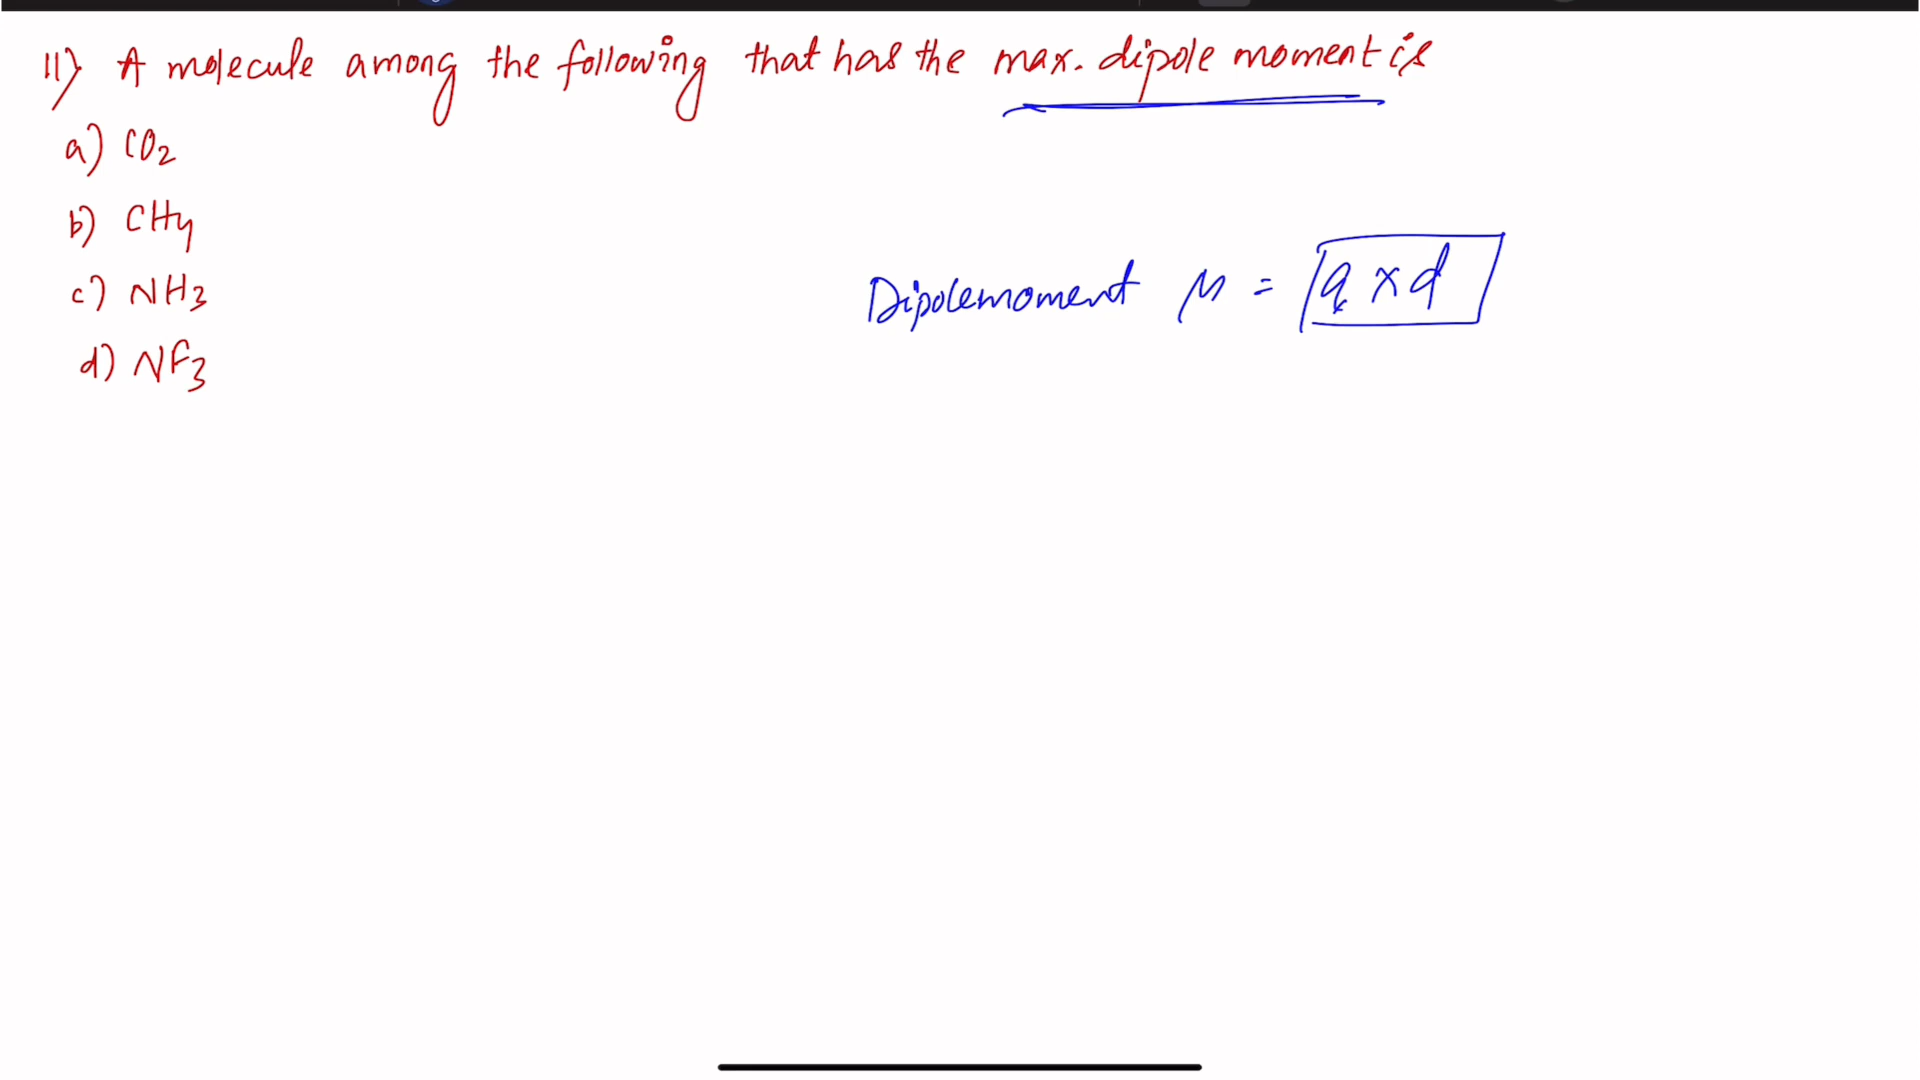 11) A molecule among the following that has the max. dipole moment is
a) CO2
b) CH4
c) NH3
d) NF3
Dipolemoment μ = q x d